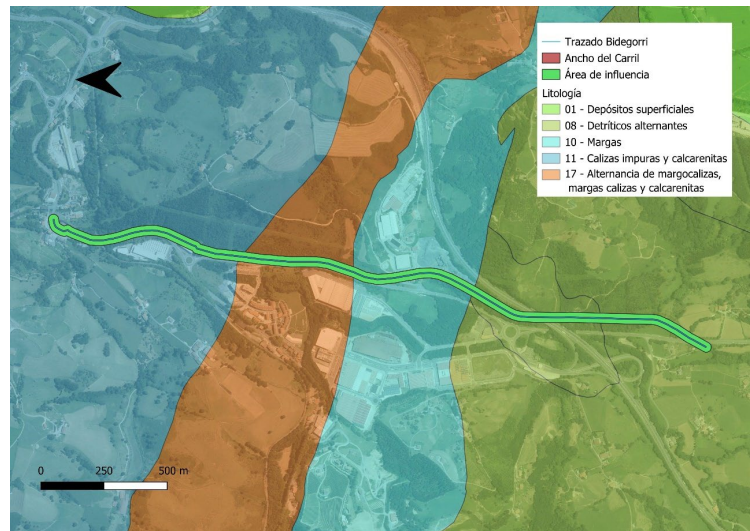 Trazado Bidegorri
Ancho del Carril
Área de influencia
Litología
01 - Depósitos superficiales
08 - Detríticos alternantes
10 - Margas
11 - Calizas impuras y calcarenitas
17 - Alternancia de margocalizas,
margas calizas y calcarenitas
0 250 500 m